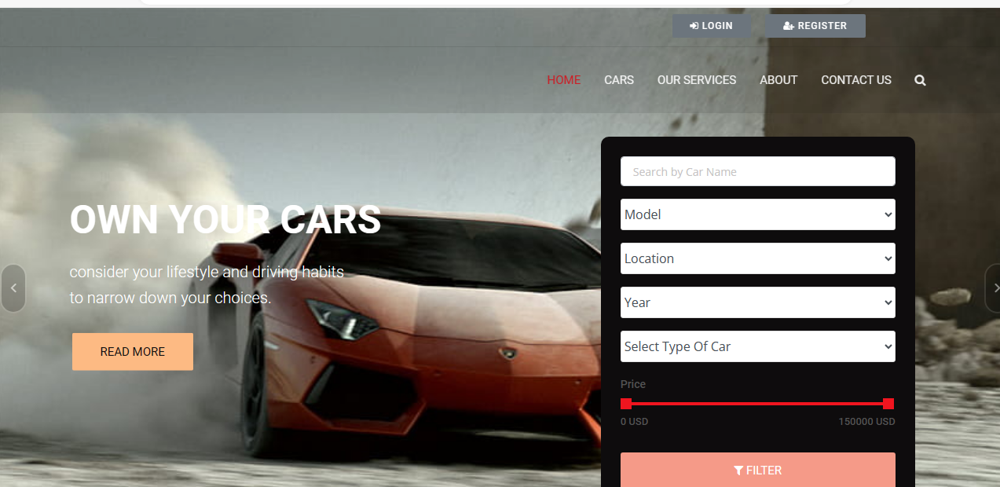 LOGIN
REGISTER
HOME
CARS
OUR SERVICES
ABOUT
CONTACT US
OWN YOUR CARS
consider your lifestyle and driving habits
to narrow down your choices.
READ MORE
Search by Car Name
Model
Location
Year
Select Type Of Car
Price
0 USD
150000 USD
FILTER